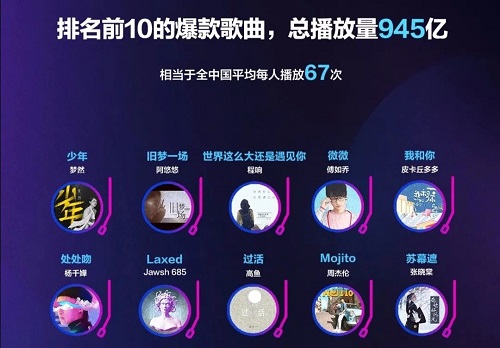 排名前10的爆款歌曲，总播放量945亿
相当于全中国平均每人播放67次
少年
梦然
旧梦一场
阿悠悠
世界这么大还是遇见你
程响
微微
傅如乔
我和你
皮卡丘多多
少年
处处吻
杨千嬅
Laxed
Jawsh 685
过活
高鱼
Mojito
周杰伦
苏幕遮
张晓棠
过活